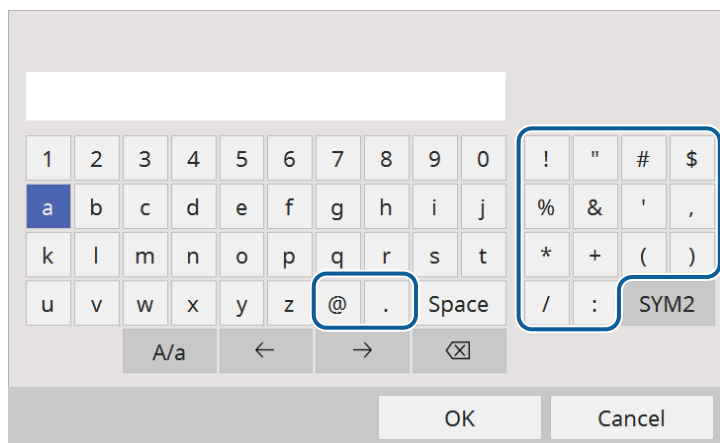 1 2 3 4 5 6 7 8 9 0 ! " # $
a b c d e f g h i j % & ' ,
k l m n o p q r s t * + ( )
u v w x y z @ . Space / : SYM2
A/a ← → ⌫
OK Cancel